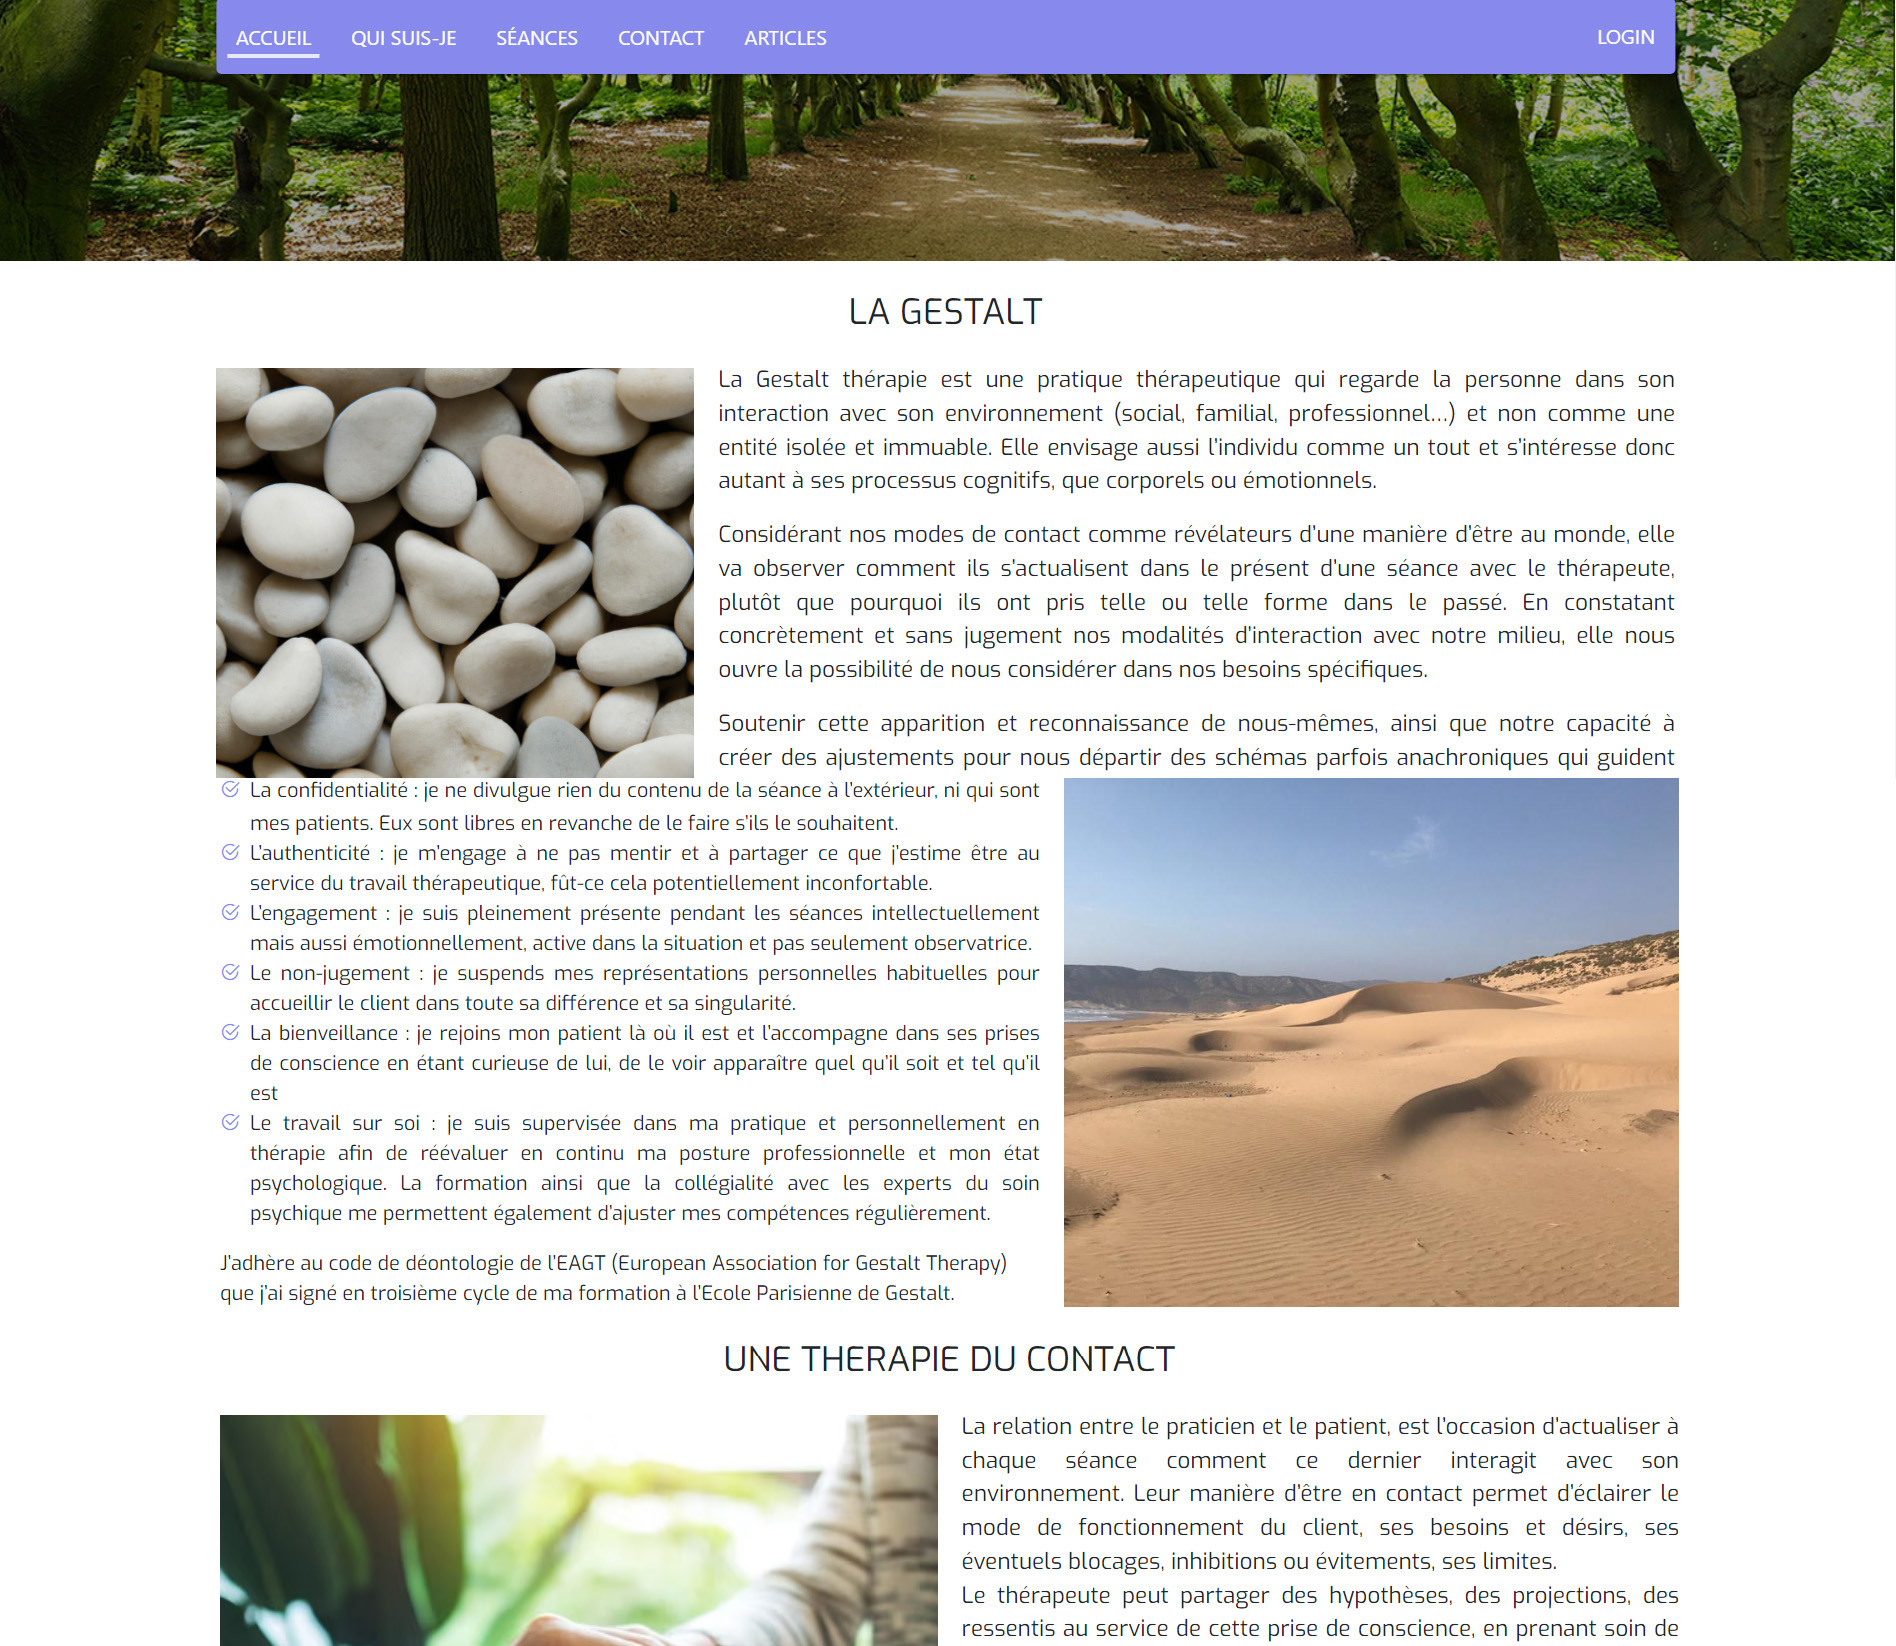 ACCUEIL QUI SUIS-JE SÉANCES CONTACT ARTICLES LOGIN
LA GESTALT
La Gestalt thérapie est une pratique thérapeutique qui regarde la personne dans son
interaction avec son environnement (social, familial, professionnel...) et non comme une
entité isolée et immuable. Elle envisage aussi l'individu comme un tout et s'intéresse donc
autant à ses processus cognitifs, que corporels ou émotionnels.
Considérant nos modes de contact comme révélateurs d'une manière d'être au monde, elle
va observer comment ils s'actualisent dans le présent d'une séance avec le thérapeute,
plutôt que pourquoi ils ont pris telle ou telle forme dans le passé. En constatant
concrètement et sans jugement nos modalités d'interaction avec notre milieu, elle nous
ouvre la possibilité de nous considérer dans nos besoins spécifiques.
Soutenir cette apparition et reconnaissance de nous-mêmes, ainsi que notre capacité à
créer des ajustements pour nous départir des schémas parfois anachroniques qui guident
La confidentialité : je ne divulgue rien du contenu de la séance à l'extérieur, ni qui sont
mes patients. Eux sont libres en revanche de le faire s'ils le souhaitent.
L'authenticité : je m'engage à ne pas mentir et à partager ce que j'estime être au
service du travail thérapeutique, fût-ce cela potentiellement inconfortable.
L'engagement : je suis pleinement présente pendant les séances intellectuellement
mais aussi émotionnellement, active dans la situation et pas seulement observatrice.
Le non-jugement : je suspends mes représentations personnelles habituelles pour
accueillir le client dans toute sa différence et sa singularité.
La bienveillance : je rejoins mon patient là où il est et l'accompagne dans ses prises
de conscience en étant curieuse de lui, de le voir apparaître quel qu'il soit et tel qu'il
est
Le travail sur soi : je suis supervisée dans ma pratique et personnellement en
thérapie afin de réévaluer en continu ma posture professionnelle et mon état
psychologique. La formation ainsi que la collégialité avec les experts du soin
psychique me permettent également d'ajuster mes compétences régulièrement.
J'adhère au code de déontologie de l'EAGT (European Association for Gestalt Therapy)
que j'ai signé en troisième cycle de ma formation à l'Ecole Parisienne de Gestalt.
UNE THERAPIE DU CONTACT
La relation entre le praticien et le patient, est l'occasion d'actualiser à
chaque séance comment ce dernier interagit avec son
environnement. Leur manière d'être en contact permet d'éclairer le
mode de fonctionnement du client, ses besoins et désirs, ses
éventuels blocages, inhibitions ou évitements, ses limites.
Le thérapeute peut partager des hypothèses, des projections, des
ressentis au service de cette prise de conscience, en prenant soin de